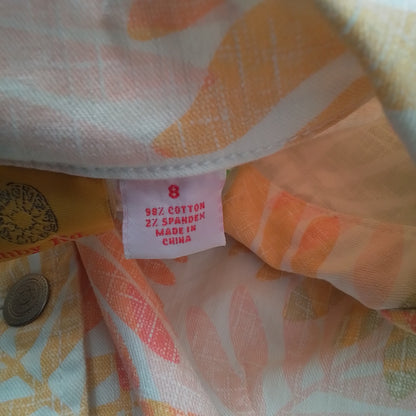 8
98% COTTON
2% SPANDEX
MADE IN
CHINA